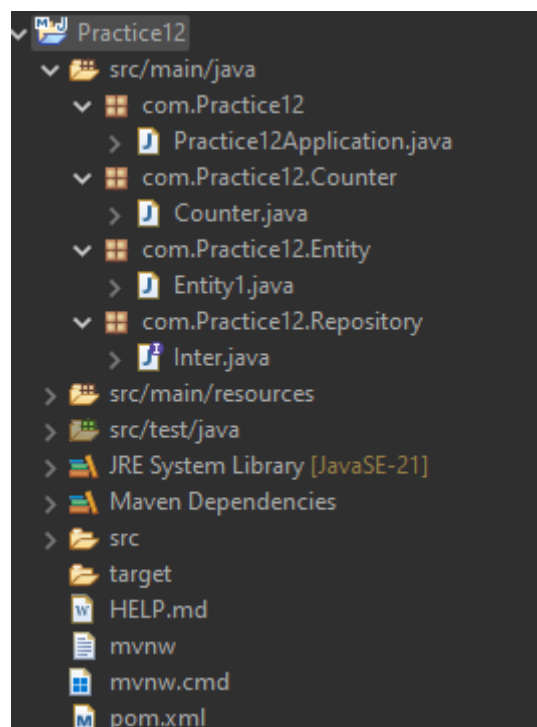 Practice12
src/main/java
com.Practice12
Practice12Application.java
com.Practice12.Counter
Counter.java
com.Practice12.Entity
Entity1.java
com.Practice12.Repository
Inter.java
src/main/resources
src/test/java
JRE System Library [JavaSE-21]
Maven Dependencies
src
target
HELP.md
mvnw
mvnw.cmd
pom.xml